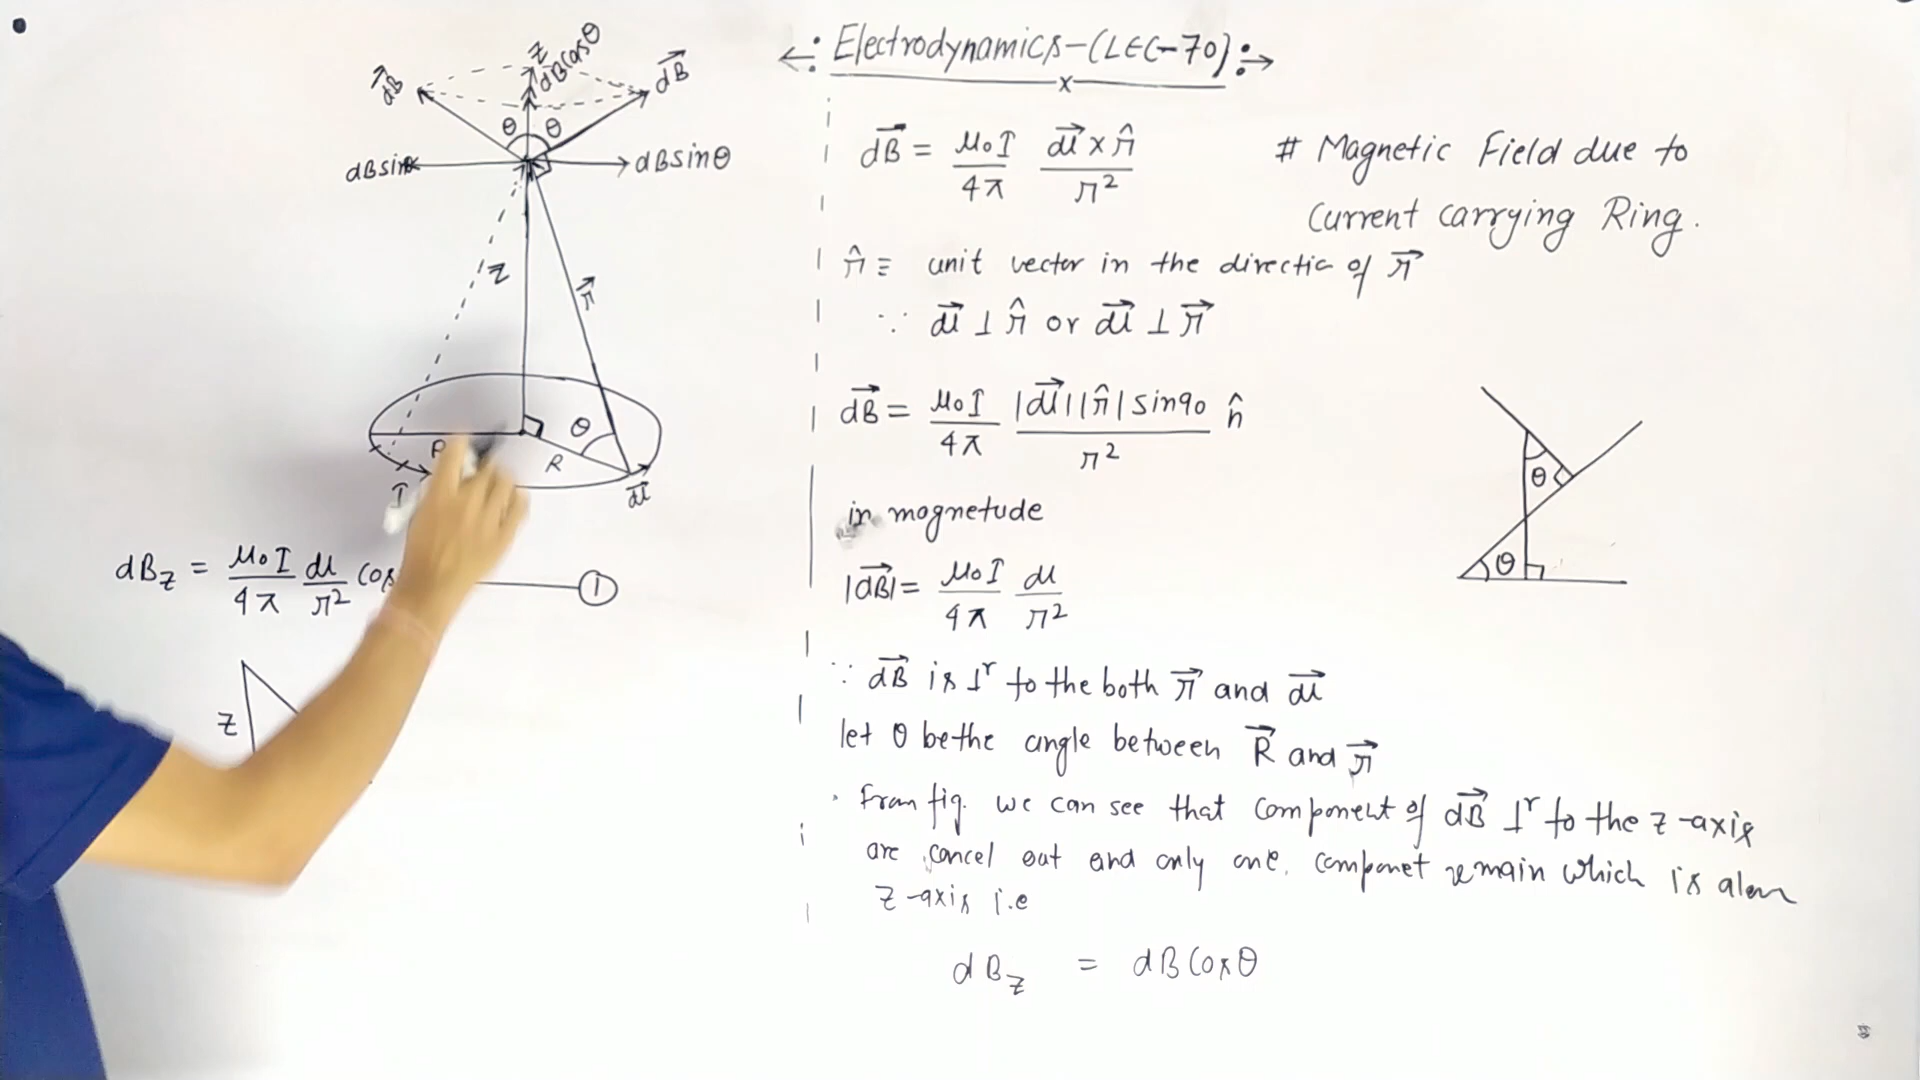 ←: Electrodynamics-(LEC-70):→
# Magnetic Field due to
Current carrying Ring.
Z
dBcosθ
dB⃗
dB⃗
θ θ
dBsinθ
dBsinθ
Z
r⃗
θ
R
R
I
dl⃗
dB_z = μ₀I/4π dl/r² cos ——— ①
Z
dB⃗ = μ₀I/4π dl⃗ × r̂/r²
r̂ ≡ unit vector in the directio of r⃗
∵ dl⃗ ⊥ r̂ or dl⃗ ⊥ r⃗
dB⃗ = μ₀I/4π |dl⃗||r̂| sin90/r² n̂
in magnetude
|dB⃗| = μ₀I/4π dl/r²
∵ dB⃗ is ⊥r to the both r⃗ and dl⃗
let θ be the angle between R⃗ and r⃗
• From fig. we can see that component of dB⃗ ⊥r to the z-axis
are cancel out and only one. componet remain which is alon
z-axis i.e
dB_z = dB Cosθ
θ
θ